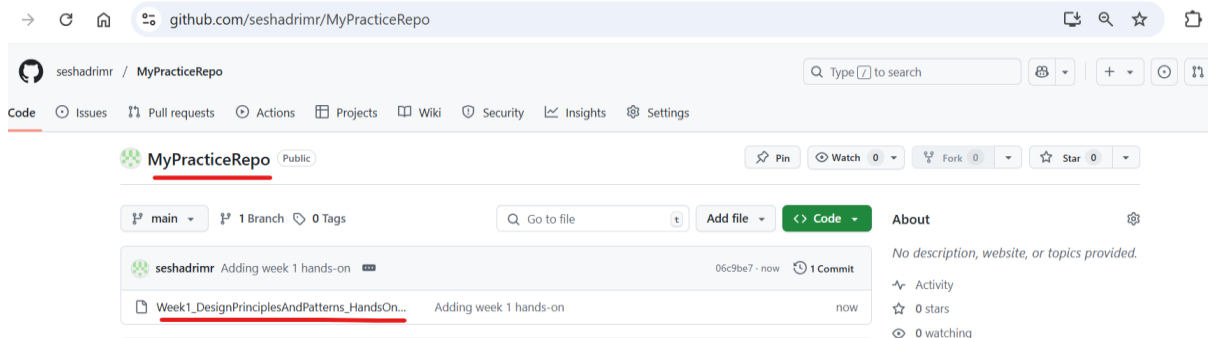 github.com/seshadrimr/MyPracticeRepo
seshadrimr / MyPracticeRepo
Type / to search
Code Issues Pull requests Actions Projects Wiki Security Insights Settings
MyPracticeRepo Public
Pin Watch 0 Fork 0 Star 0
main 1 Branch 0 Tags
Go to file t
Add file
<> Code
About
No description, website, or topics provided.
seshadrimr Adding week 1 hands-on 06c9be7 · now 1 Commit
Week1_DesignPrinciplesAndPatterns_HandsOn... Adding week 1 hands-on now
Activity
0 stars
0 watching